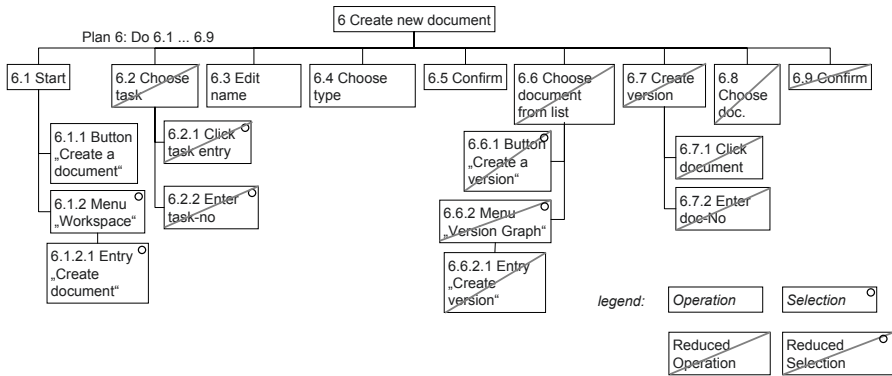 6 Create new document
Plan 6: Do 6.1 ... 6.9
6.1 Start
6.2 Choose
task
6.3 Edit
name
6.4 Choose
type
6.5 Confirm
6.6 Choose
document
from list
6.7 Create
version
6.8
Choose
doc.
6.9 Confirm
6.1.1 Button
„Create a
document“
6.1.2 Menu
„Workspace“
6.1.2.1 Entry
„Create
document“
6.2.1 Click
task entry
6.2.2 Enter
task-no
6.6.1 Button
„Create a
version“
6.6.2 Menu
„Version Graph“
6.6.2.1 Entry
„Create
version“
6.7.1 Click
document
6.7.2 Enter
doc-No
legend:
Operation
Selection
Reduced
Operation
Reduced
Selection